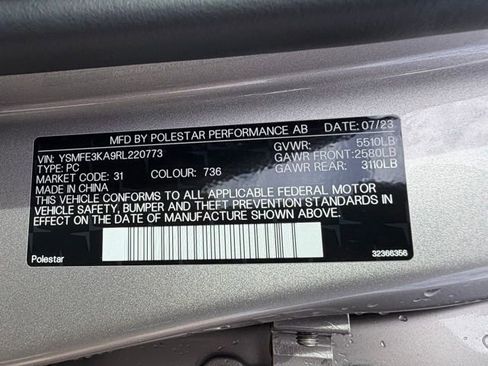 MFD BY POLESTAR PERFORMANCE AB DATE 07/23
VIN: YSMFE3KA9RL220773 GVWR: 5510LB
TYPE: PC GAWR FRONT:2580LB
MARKET: 31 COLOUR: 736 GAWR REAR: 3110LB
MADE IN CHINA
THIS VEHICLE CONFORMS TO ALL APPLICABLE FEDERAL MOTOR
VEHICLE SAFETY, BUMPER AND THEFT PREVENTION STANDARDS IN
EFFECT ON THE DATE OF MANUFACTURE SHOWN ABOVE.
Polestar 32366356